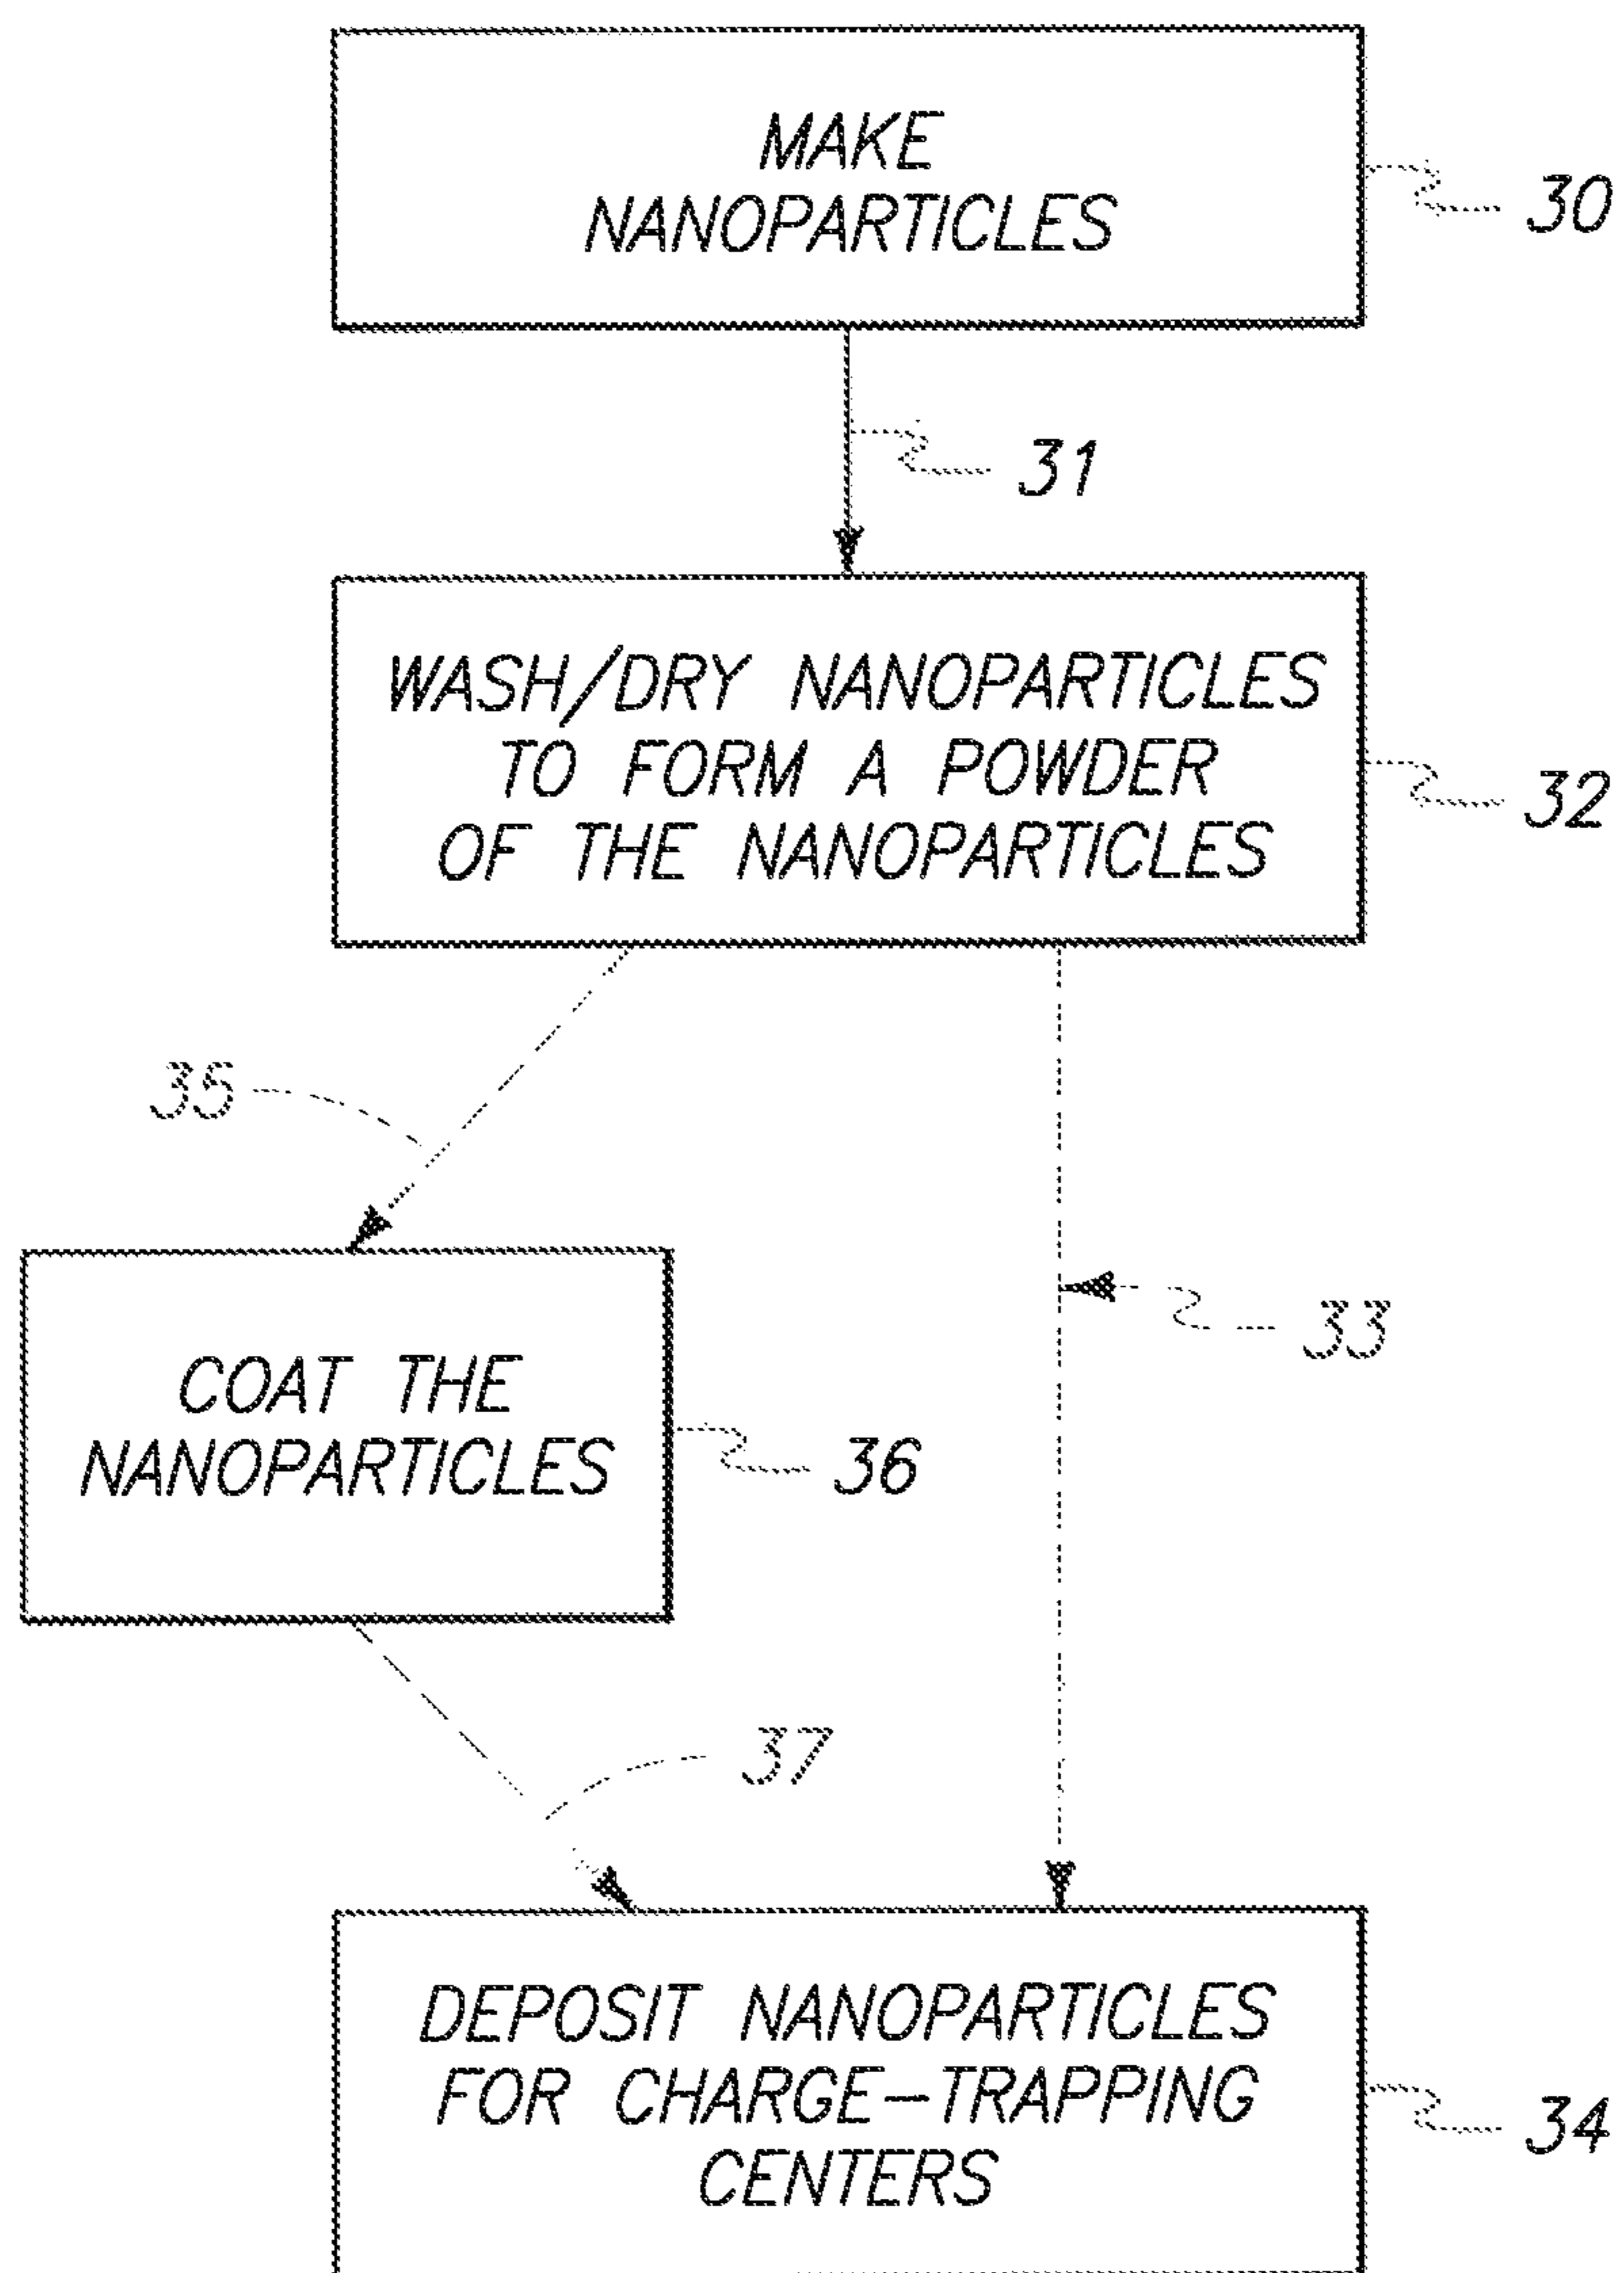 MAKE
NANOPARTICLES
30
31
WASH/DRY NANOPARTICLES
TO FORM A POWDER
OF THE NANOPARTICLES
32
35
33
COAT THE
NANOPARTICLES
36
37
DEPOSIT NANOPARTICLES
FOR CHARGE-TRAPPING
CENTERS
34